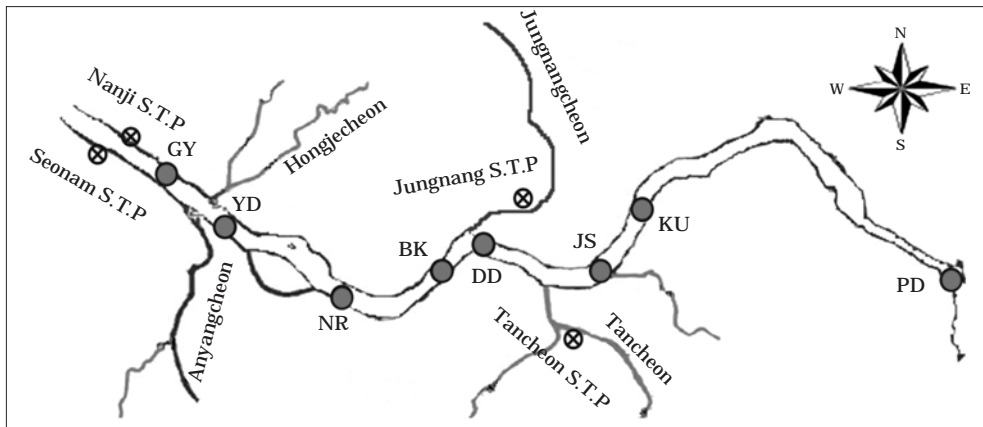 N
W E
S
Nanji S.T.P
GY
Seonam S.T.P
Hongjecheon
YD
Anyangcheon
NR
BK
Jungnang S.T.P
Jungnangcheon
DD
JS
KU
Tancheon S.T.P
Tancheon
PD